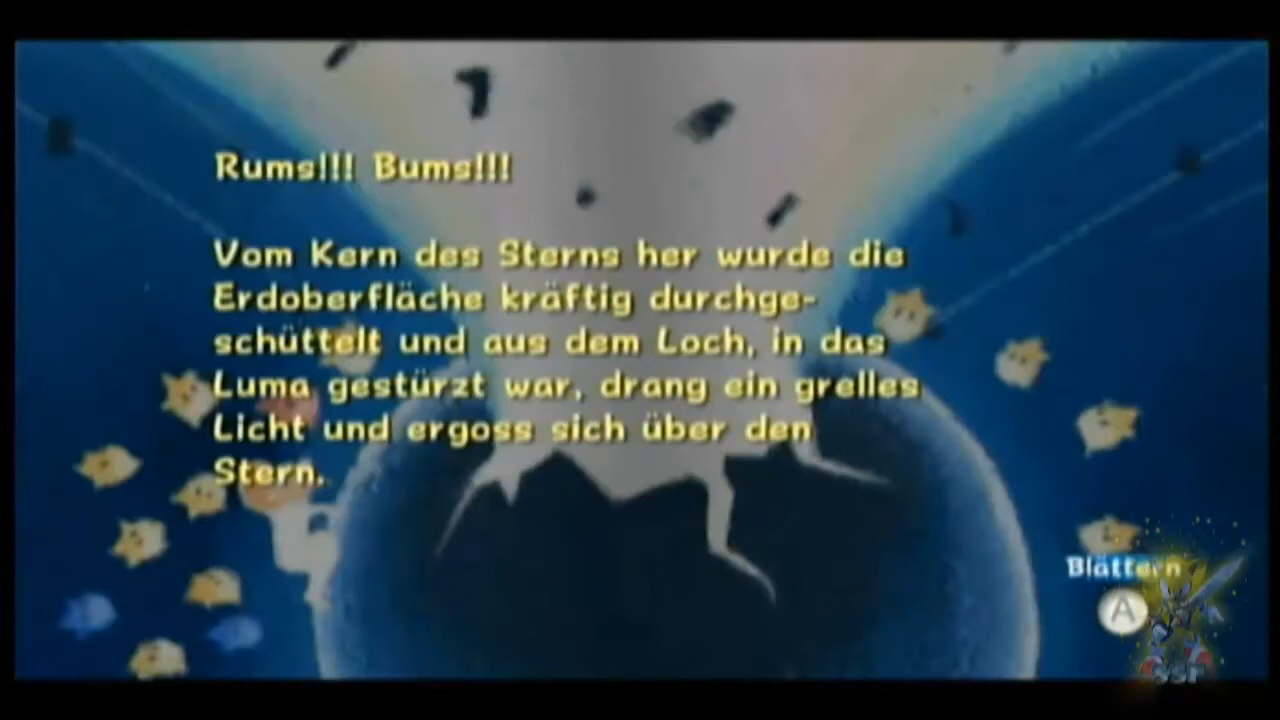 Rums!!! Bums!!!
Vom Kern des Sterns her wurde die
Erdoberfläche kräftig durchge-
schüttelt und aus dem Loch, in das
Luma gestürzt war, drang ein grelles
Licht und ergoss sich über den
Stern.
Blättern
A
SSF